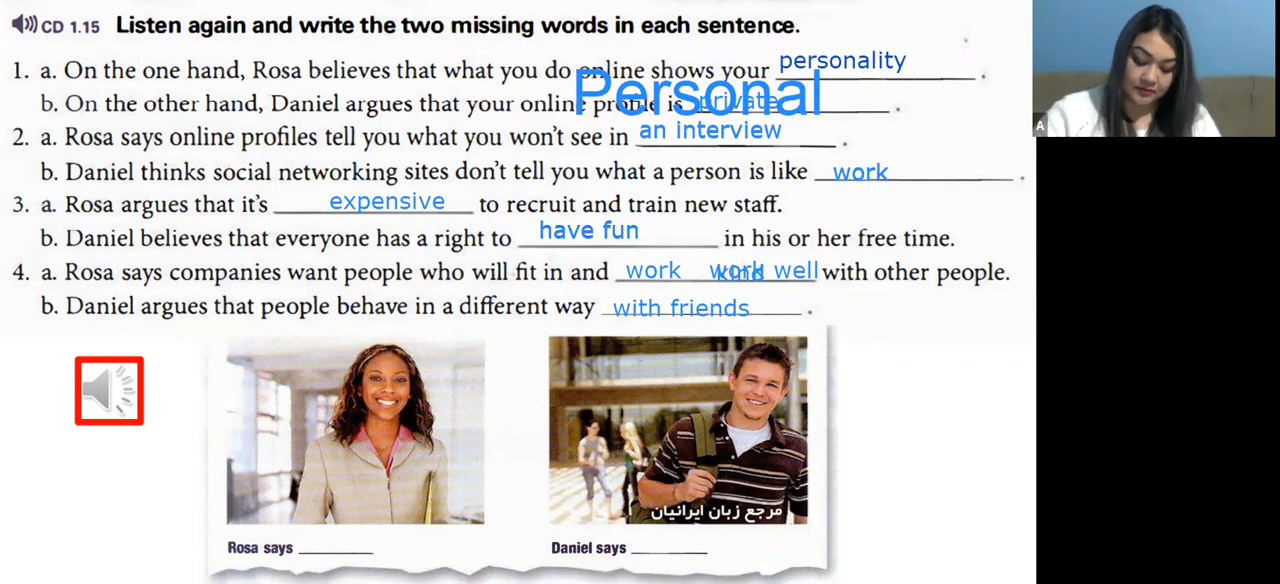 CD 1.15 Listen again and write the two missing words in each sentence.
1. a. On the one hand, Rosa believes that what you do online shows your personality.
Personal
b. On the other hand, Daniel argues that your online profile is private.
2. a. Rosa says online profiles tell you what you won't see in an interview.
b. Daniel thinks social networking sites don't tell you what a person is like work.
3. a. Rosa argues that it's expensive to recruit and train new staff.
b. Daniel believes that everyone has a right to have fun in his or her free time.
4. a. Rosa says companies want people who will fit in and work work well kind with other people.
b. Daniel argues that people behave in a different way with friends.
مرجع زبان ایرانیان
Rosa says
Daniel says
A